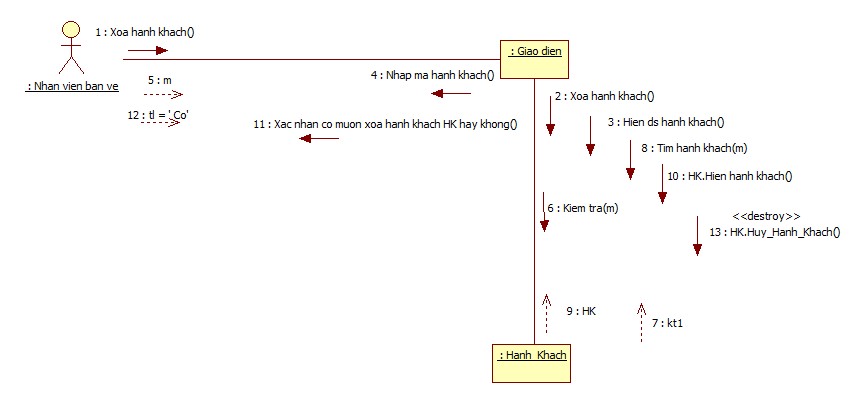 1 : Xoa hanh khach()
: Giao dien
: Nhan vien ban ve
5 : m
4 : Nhap ma hanh khach()
2 : Xoa hanh khach()
12 : tl = ' Co'
11 : Xac nhan co muon xoa hanh khach HK hay khong()
3 : Hien ds hanh khach()
8 : Tim hanh khach(m)
10 : HK.Hien hanh khach()
6 : Kiem tra(m)
<<destroy>>
13 : HK.Huy_Hanh_Khach()
9 : HK
7 : kt1
: Hanh_Khach